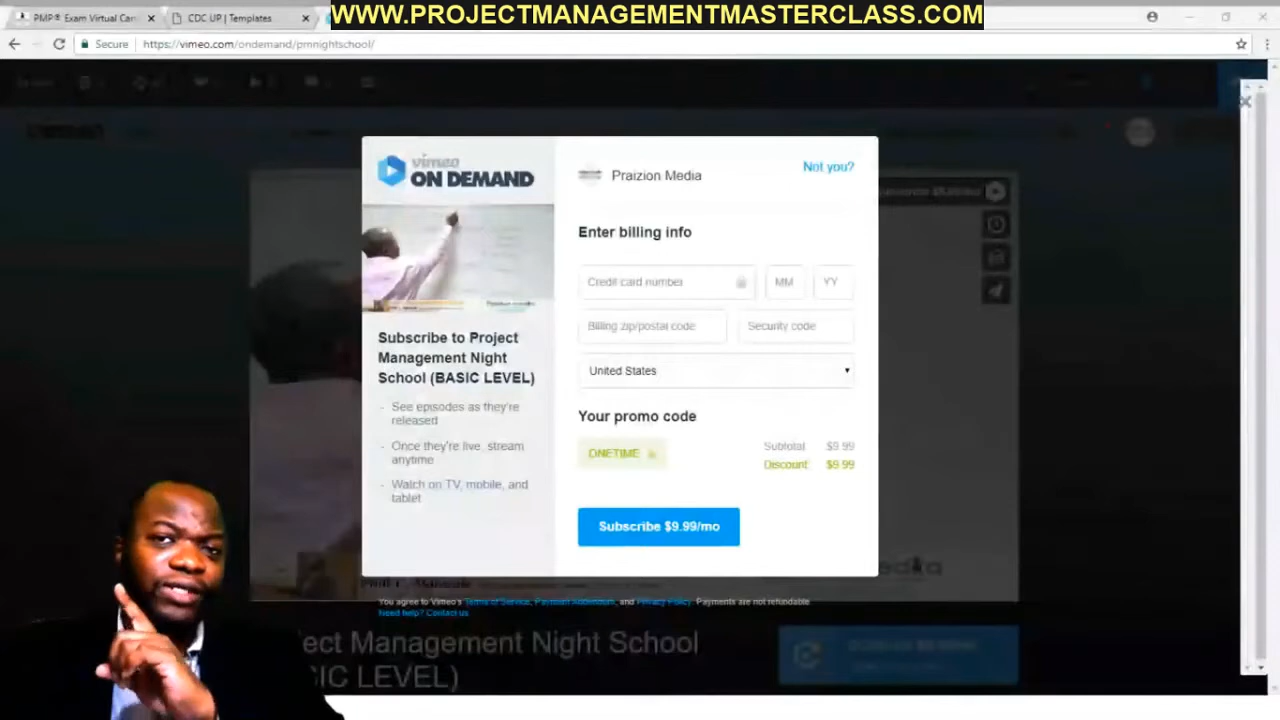 WWW.PROJECTMANAGEMENTMASTERCLASS.COM
PMP® Exam Virtual Can
CDC UP | Templates
Secure
https://vimeo.com/ondemand/pmnightschool/
vimeo
ON DEMAND
Praizion Media
Not you?
Enter billing info
Credit card number
MM
YY
Billing zip/postal code
Security code
United States
Subscribe to Project
Management Night
School (BASIC LEVEL)
- See episodes as they're
released
- Once they're live, stream
anytime
- Watch on TV, mobile, and
tablet
Your promo code
ONETIME
Subtotal $9.99
Discount $9.99
Subscribe $9.99/mo
You agree to Vimeo's Terms of Service, Payment Addendum, and Privacy Policy. Payments are not refundable
Need help? Contact us
ject Management Night School
SIC LEVEL)